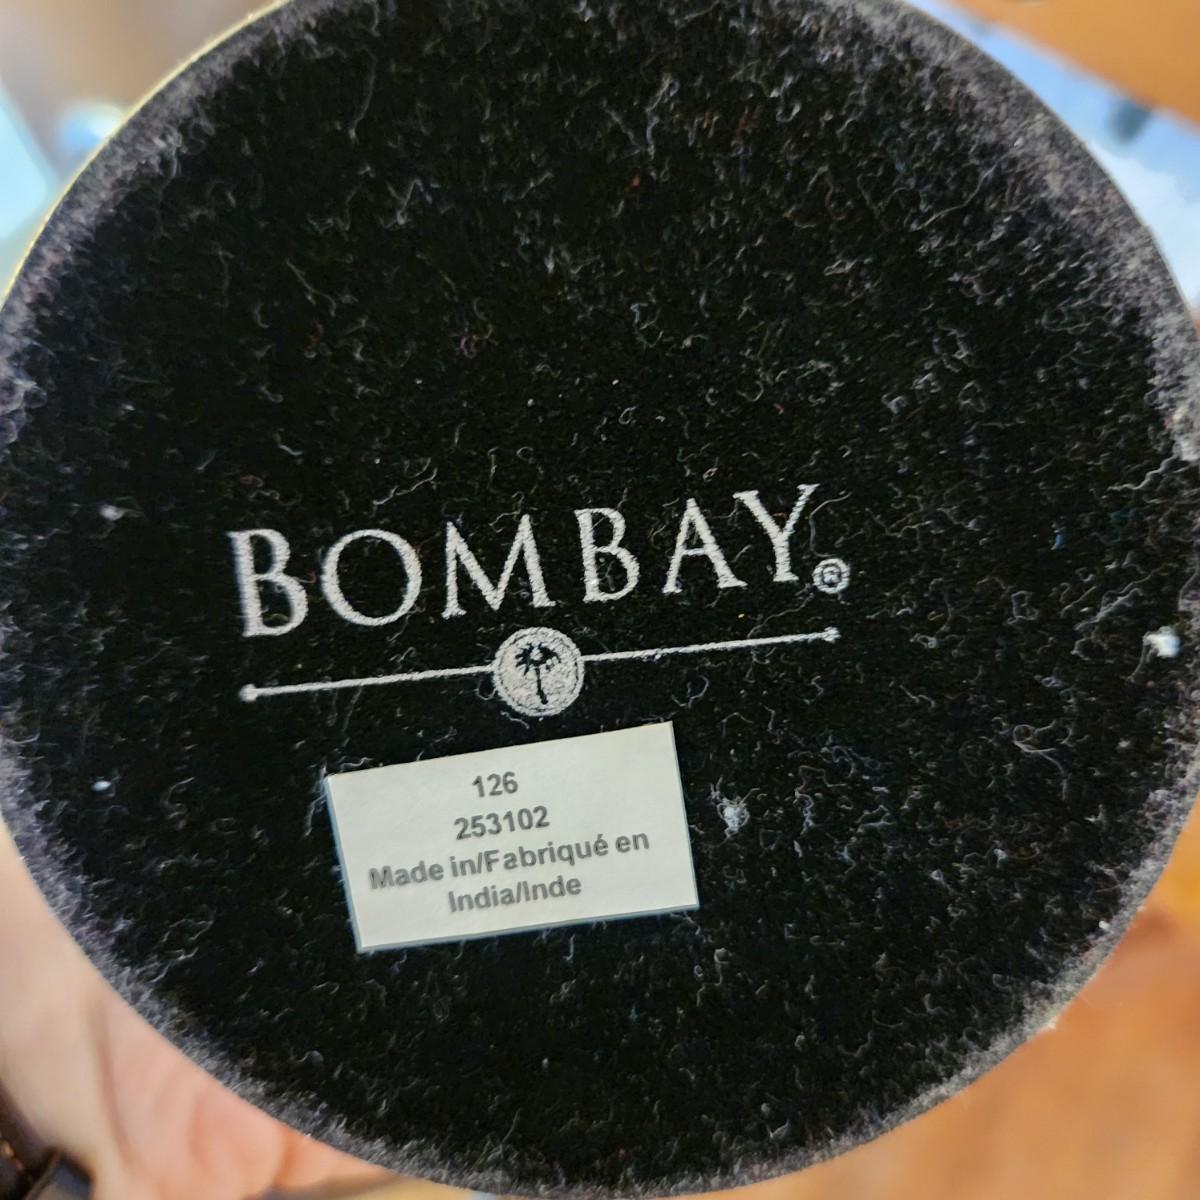 BOMBAY®
126
253102
Made in/Fabriqué en
India/Inde